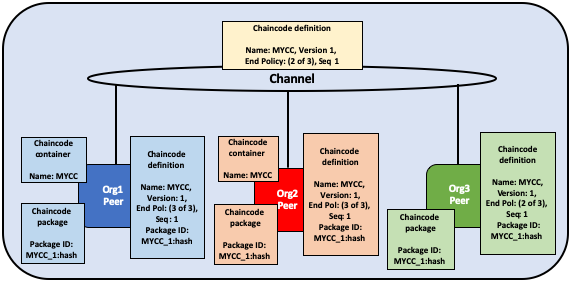 Chaincode definition
Name: MYCC, Version 1,
End Policy: (2 of 3), Seq 1
Channel
Chaincode
container
Name: MYCC
Org1
Peer
Chaincode
package
Package ID:
MYCC_1:hash
Chaincode
definition
Name: MYCC,
Version: 1,
End Pol: (3 of 3),
Seq: 1
Package ID:
MYCC_1:hash
Chaincode
container
Name: MYCC
Org2
Peer
Chaincode
package
Package ID:
MYCC_1:hash
Chaincode
definition
Name: MYCC,
Version: 1,
End Pol: (3 of 3),
Seq: 1
Package ID:
MYCC_1:hash
Org3
Peer
Chaincode
package
Package ID:
MYCC_1:hash
Chaincode
definition
Name: MYCC,
Version: 1,
End Pol: (2 of 3),
Seq: 1
Package ID:
MYCC_1:hash